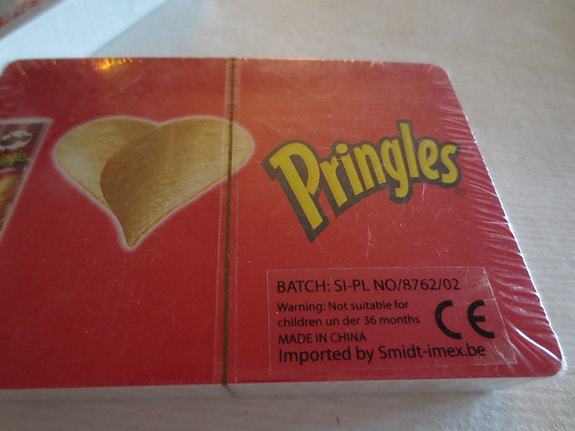 Pringles
BATCH: SI-PL NO/8762/02
Warning: Not suitable for
children un der 36 months
MADE IN CHINA
Imported by Smidt-imex.be
CE